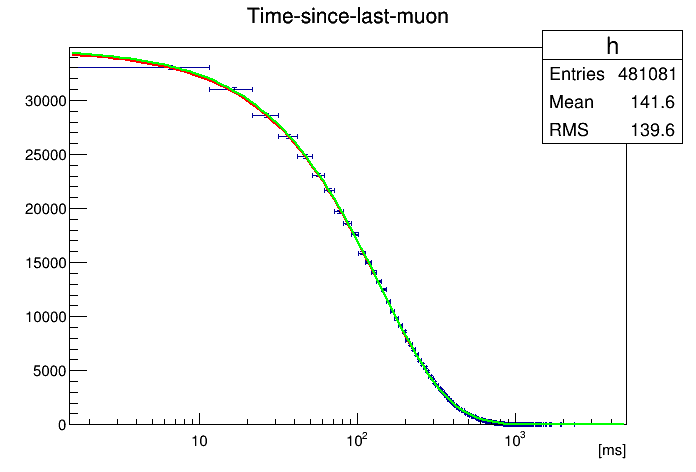 Time-since-last-muon
h
Entries 481081
Mean 141.6
RMS 139.6
30000
25000
20000
15000
10000
5000
0
10 10² 10³
[ms]